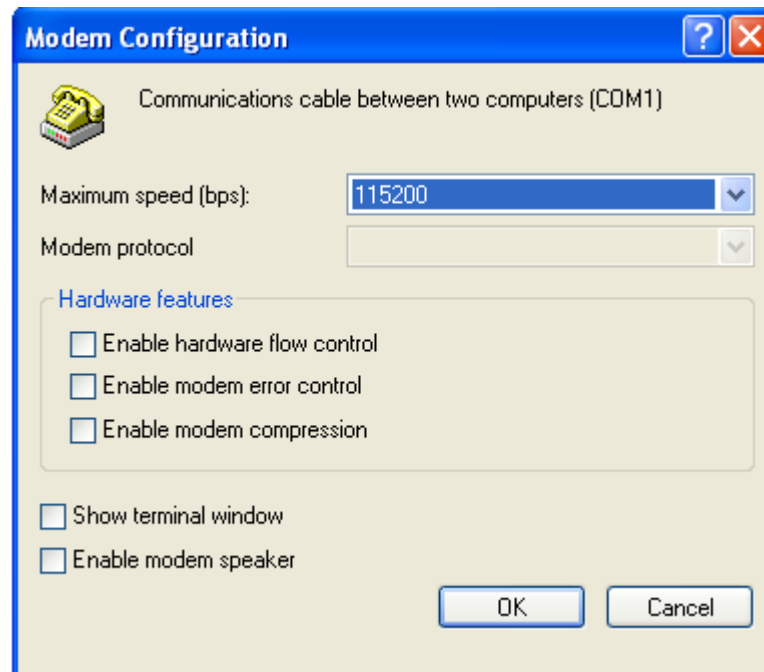 Modem Configuration
Communications cable between two computers (COM1)
Maximum speed (bps): 115200
Modem protocol
Hardware features
Enable hardware flow control
Enable modem error control
Enable modem compression
Show terminal window
Enable modem speaker
OK Cancel